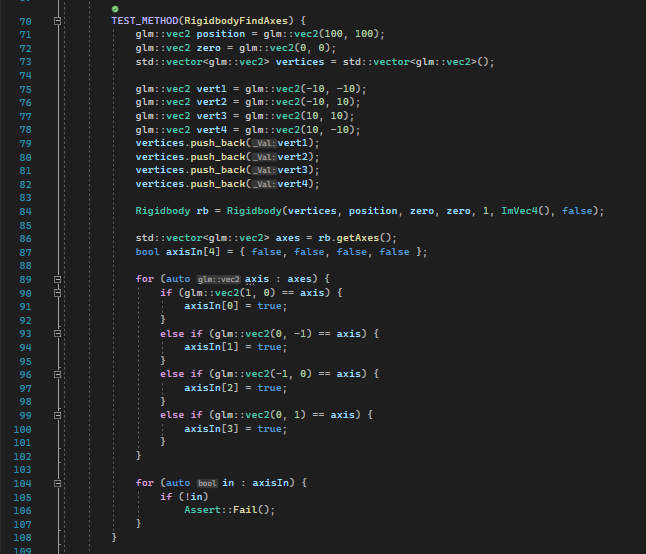 70 TEST_METHOD(RigidbodyFindAxes) {
71 glm::vec2 position = glm::vec2(100, 100);
72 glm::vec2 zero = glm::vec2(0, 0);
73 std::vector<glm::vec2> vertices = std::vector<glm::vec2>();
74
75 glm::vec2 vert1 = glm::vec2(-10, -10);
76 glm::vec2 vert2 = glm::vec2(-10, 10);
77 glm::vec2 vert3 = glm::vec2(10, 10);
78 glm::vec2 vert4 = glm::vec2(10, -10);
79 vertices.push_back(_Val:vert1);
80 vertices.push_back(_Val:vert2);
81 vertices.push_back(_Val:vert3);
82 vertices.push_back(_Val:vert4);
83
84 Rigidbody rb = Rigidbody(vertices, position, zero, zero, 1, ImVec4(), false);
85
86 std::vector<glm::vec2> axes = rb.getAxes();
87 bool axisIn[4] = { false, false, false, false };
88
89 for (auto glm::vec2 axis : axes) {
90 if (glm::vec2(1, 0) == axis) {
91 axisIn[0] = true;
92 }
93 else if (glm::vec2(0, -1) == axis) {
94 axisIn[1] = true;
95 }
96 else if (glm::vec2(-1, 0) == axis) {
97 axisIn[2] = true;
98 }
99 else if (glm::vec2(0, 1) == axis) {
100 axisIn[3] = true;
101 }
102 }
103
104 for (auto bool in : axisIn) {
105 if (!in)
106 Assert::Fail();
107 }
108 }
109